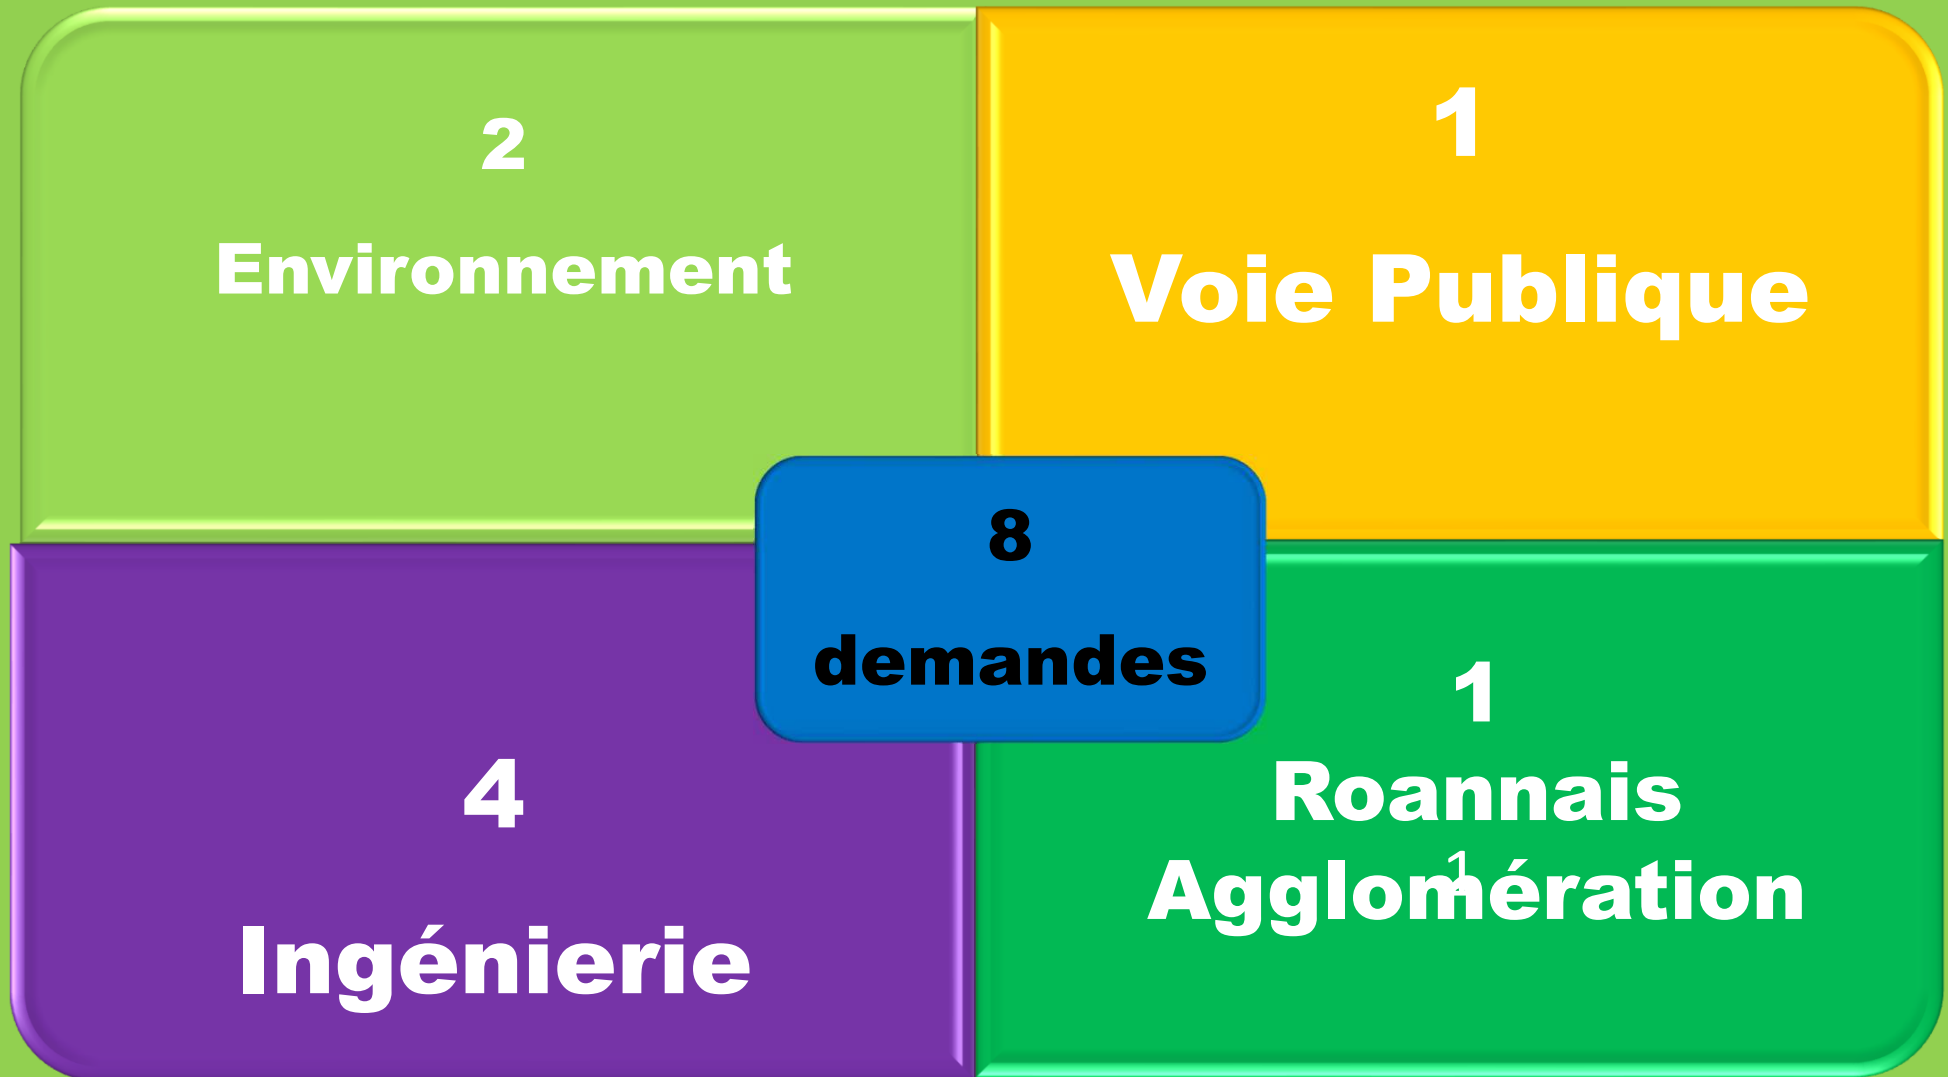 2
Environnement
1
Voie Publique
8
demandes
4
Ingénierie
1
Roannais
Agglomération
1